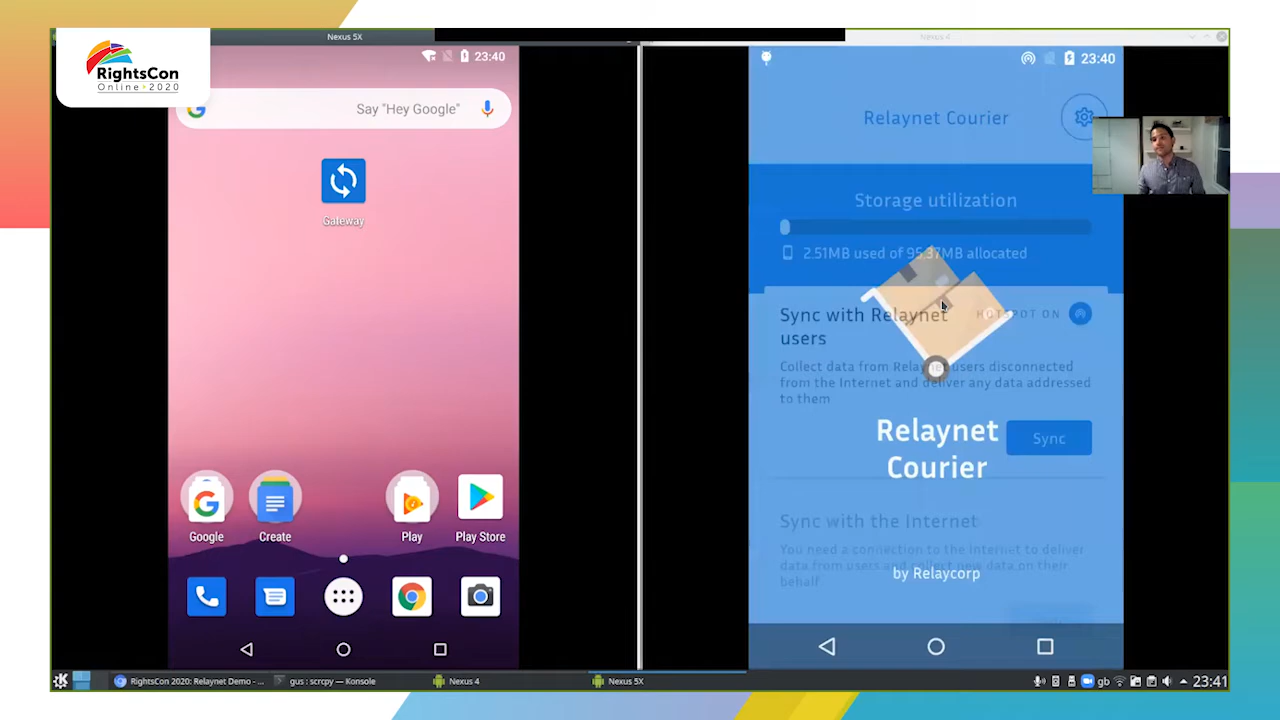 RightsCon
Online 2020
Nexus 5X
Nexus 4
23:40
Say "Hey Google"
Gateway
Google
Create
Play
Play Store
23:40
Relaynet Courier
Storage utilization
2.51MB used of 95.37MB allocated
Sync with Relaynet
users
HOTSPOT ON
Collect data from Relaynet users disconnected
from the Internet and deliver any data addressed
to them
Relaynet
Courier
Sync
Sync with the Internet
You need a connection to the Internet to deliver
data from users and collect new data on their
behalf
by Relaycorp
RightsCon 2020: Relaynet Demo - ...
gus : scrcpy — Konsole
Nexus 4
Nexus 5X
gb
23:41